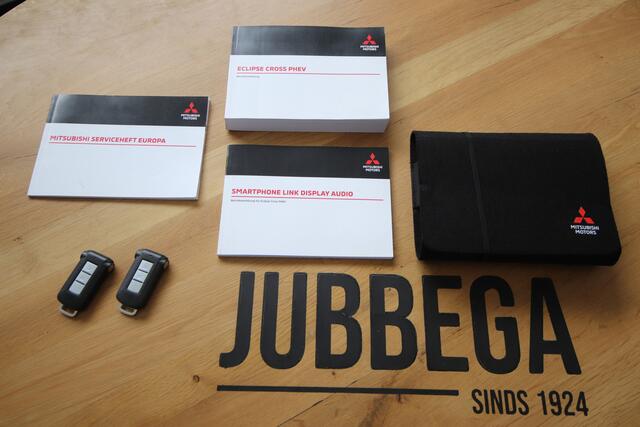 MITSUBISHI
MOTORS
ECLIPSE CROSS PHEV
Betriebsanleitung
MITSUBISHI
MOTORS
MITSUBISHI SERVICEHEFT EUROPA
MITSUBISHI
MOTORS
SMARTPHONE LINK DISPLAY AUDIO
MITSUBISHI
MOTORS
JUBBEGA
SINDS 1924